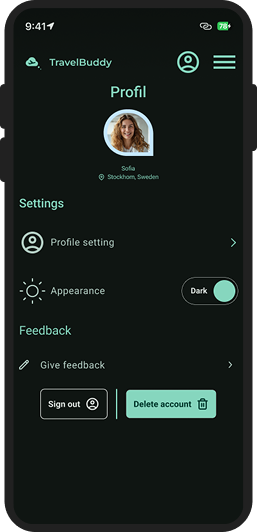 9:41
78
TravelBuddy
Profil
Sofia
Stockhom, Sweden
Settings
Profile setting
Appearance
Dark
Feedback
Give feedback
Sign out
Delete account